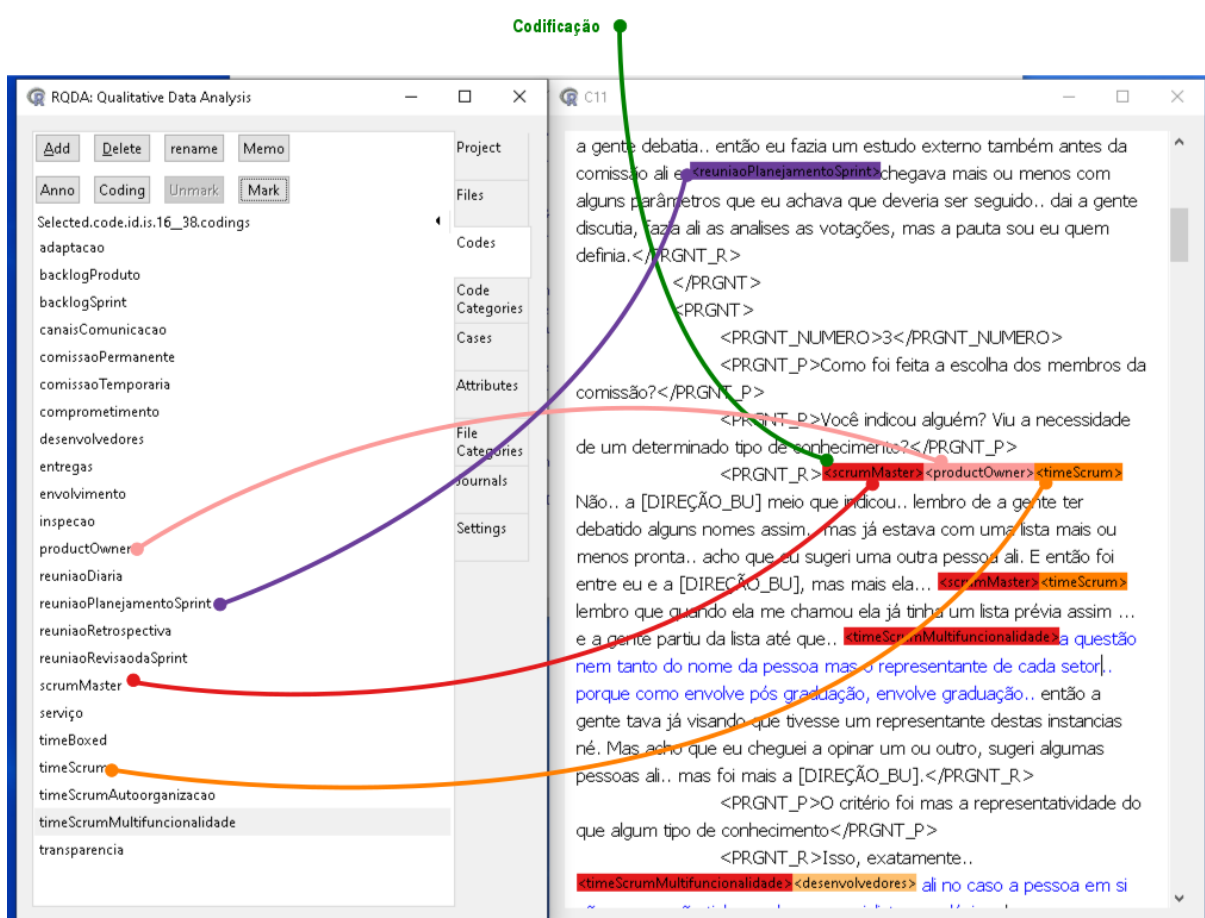 Codificação
RQDA: Qualitative Data Analysis
Add Delete rename Memo
Anno Coding Unmark Mark
Selected.code.id.is.16__38.codings
adaptacao
backlogProduto
backlogSprint
canaisComunicacao
comissaoPermanente
comissaoTemporaria
comprometimento
desenvolvedores
entregas
envolvimento
inspecao
productOwner
reuniaoDiaria
reuniaoPlanejamentoSprint
reuniaoRetrospectiva
reuniaoRevisaodaSprint
scrumMaster
serviço
timeBoxed
timeScrum
timeScrumAutoorganizacao
timeScrumMultifuncionalidade
transparencia
Project
Files
Codes
Code
Categories
Cases
Attributes
File
Categories
Journals
Settings
C11
a gente debatia.. então eu fazia um estudo externo também antes da
comissão ali e <reuniaoPlanejamentoSprint>chegava mais ou menos com
alguns parâmetros que eu achava que deveria ser seguido.. dai a gente
discutia, fazia ali as analises as votações, mas a pauta sou eu quem
definia.</PRGNT_R>
</PRGNT>
<PRGNT>
<PRGNT_NUMERO>3</PRGNT_NUMERO>
<PRGNT_P>Como foi feita a escolha dos membros da
comissão?</PRGNT_P>
<PRGNT_P>Você indicou alguém? Viu a necessidade
de um determinado tipo de conhecimento?</PRGNT_P>
<PRGNT_R><scrumMaster><productOwner><timeScrum>
Não.. a [DIREÇÃO_BU] meio que indicou.. lembro de a gente ter
debatido alguns nomes assim.. mas já estava com uma lista mais ou
menos pronta.. acho que eu sugeri uma outra pessoa ali. E então foi
entre eu e a [DIREÇÃO_BU], mas mais ela... <scrumMaster><timeScrum>
lembro que quando ela me chamou ela já tinha um lista prévia assim ...
e a gente partiu da lista até que.. <timeScrumMultifuncionalidade>a questão
nem tanto do nome da pessoa mas o representante de cada setor..
porque como envolve pós graduação, envolve graduação.. então a
gente tava já visando que tivesse um representante destas instancias
né. Mas acho que eu cheguei a opinar um ou outro, sugeri algumas
pessoas ali.. mas foi mais a [DIREÇÃO_BU].</PRGNT_R>
<PRGNT_P>O critério foi mas a representatividade do
que algum tipo de conhecimento</PRGNT_P>
<PRGNT_R>Isso, exatamente..
<timeScrumMultifuncionalidade><desenvolvedores> ali no caso a pessoa em si